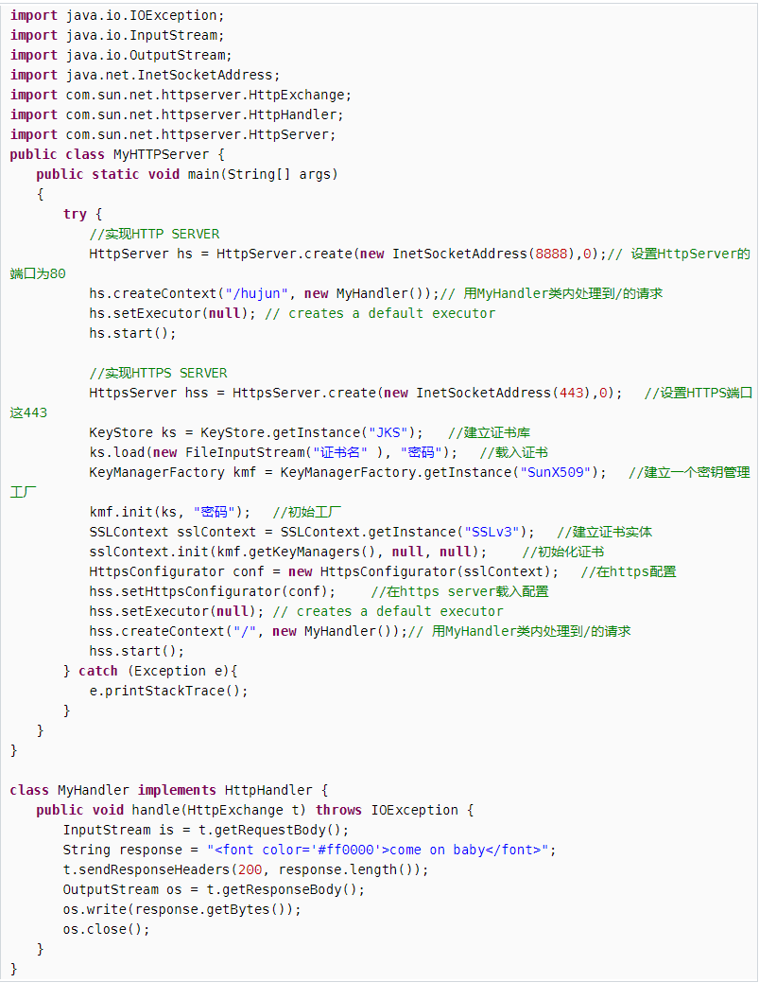 import java.io.IOException;
import java.io.InputStream;
import java.io.OutputStream;
import java.net.InetSocketAddress;
import com.sun.net.httpserver.HttpExchange;
import com.sun.net.httpserver.HttpHandler;
import com.sun.net.httpserver.HttpServer;
public class MyHTTPServer {
public static void main(String[] args)
{
try {
//实现HTTP SERVER
HttpServer hs = HttpServer.create(new InetSocketAddress(8888),0);// 设置HttpServer的
端口为80
hs.createContext("/hujun", new MyHandler());// 用MyHandler类内处理到/的请求
hs.setExecutor(null); // creates a default executor
hs.start();
//实现HTTPS SERVER
HttpsServer hss = HttpsServer.create(new InetSocketAddress(443),0); //设置HTTPS端口
这443
KeyStore ks = KeyStore.getInstance("JKS"); //建立证书库
ks.load(new FileInputStream("证书名" ), "密码"); //载入证书
KeyManagerFactory kmf = KeyManagerFactory.getInstance("SunX509"); //建立一个密钥管理
工厂
kmf.init(ks, "密码"); //初始工厂
SSLContext sslContext = SSLContext.getInstance("SSLv3"); //建立证书实体
sslContext.init(kmf.getKeyManagers(), null, null); //初始化证书
HttpsConfigurator conf = new HttpsConfigurator(sslContext); //在https配置
hss.setHttpsConfigurator(conf); //在https server载入配置
hss.setExecutor(null); // creates a default executor
hss.createContext("/", new MyHandler());// 用MyHandler类内处理到/的请求
hss.start();
} catch (Exception e){
e.printStackTrace();
}
}
}
class MyHandler implements HttpHandler {
public void handle(HttpExchange t) throws IOException {
InputStream is = t.getRequestBody();
String response = "<font color='#ff0000'>come on baby</font>";
t.sendResponseHeaders(200, response.length());
OutputStream os = t.getResponseBody();
os.write(response.getBytes());
os.close();
}
}